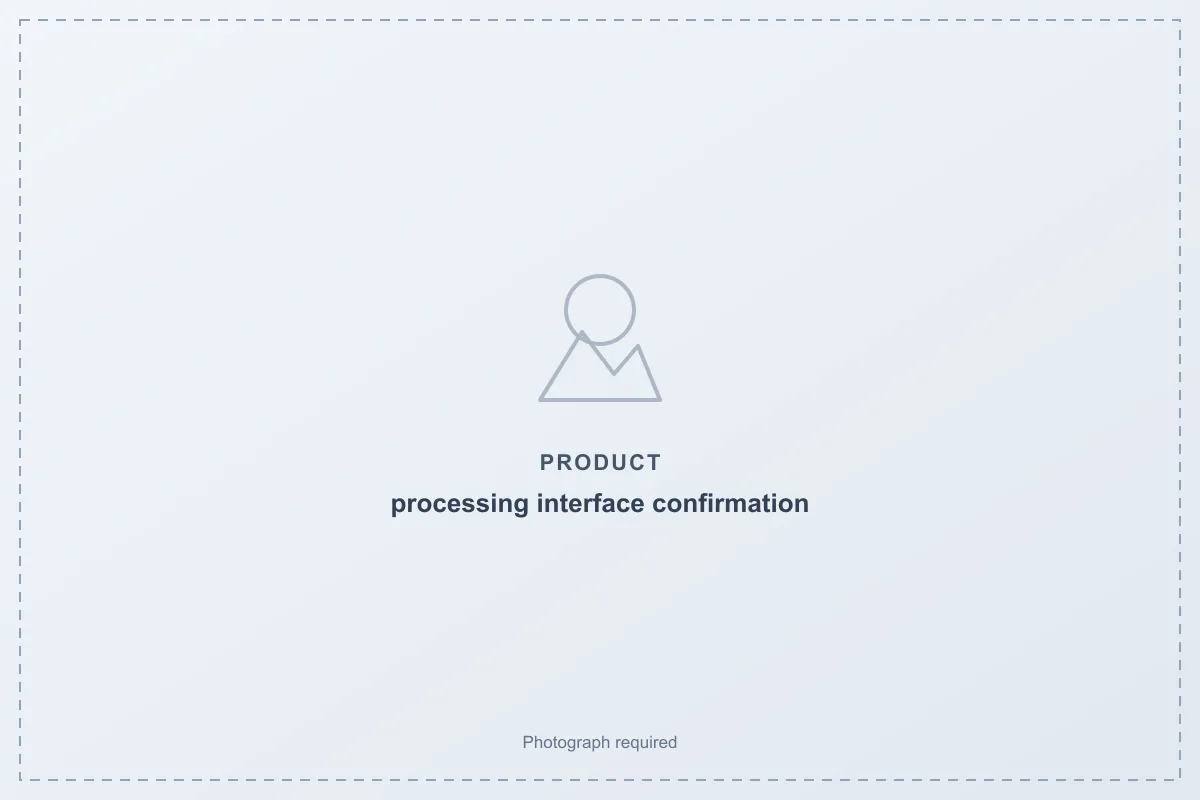 PRODUCT
processing interface confirmation
Photograph required